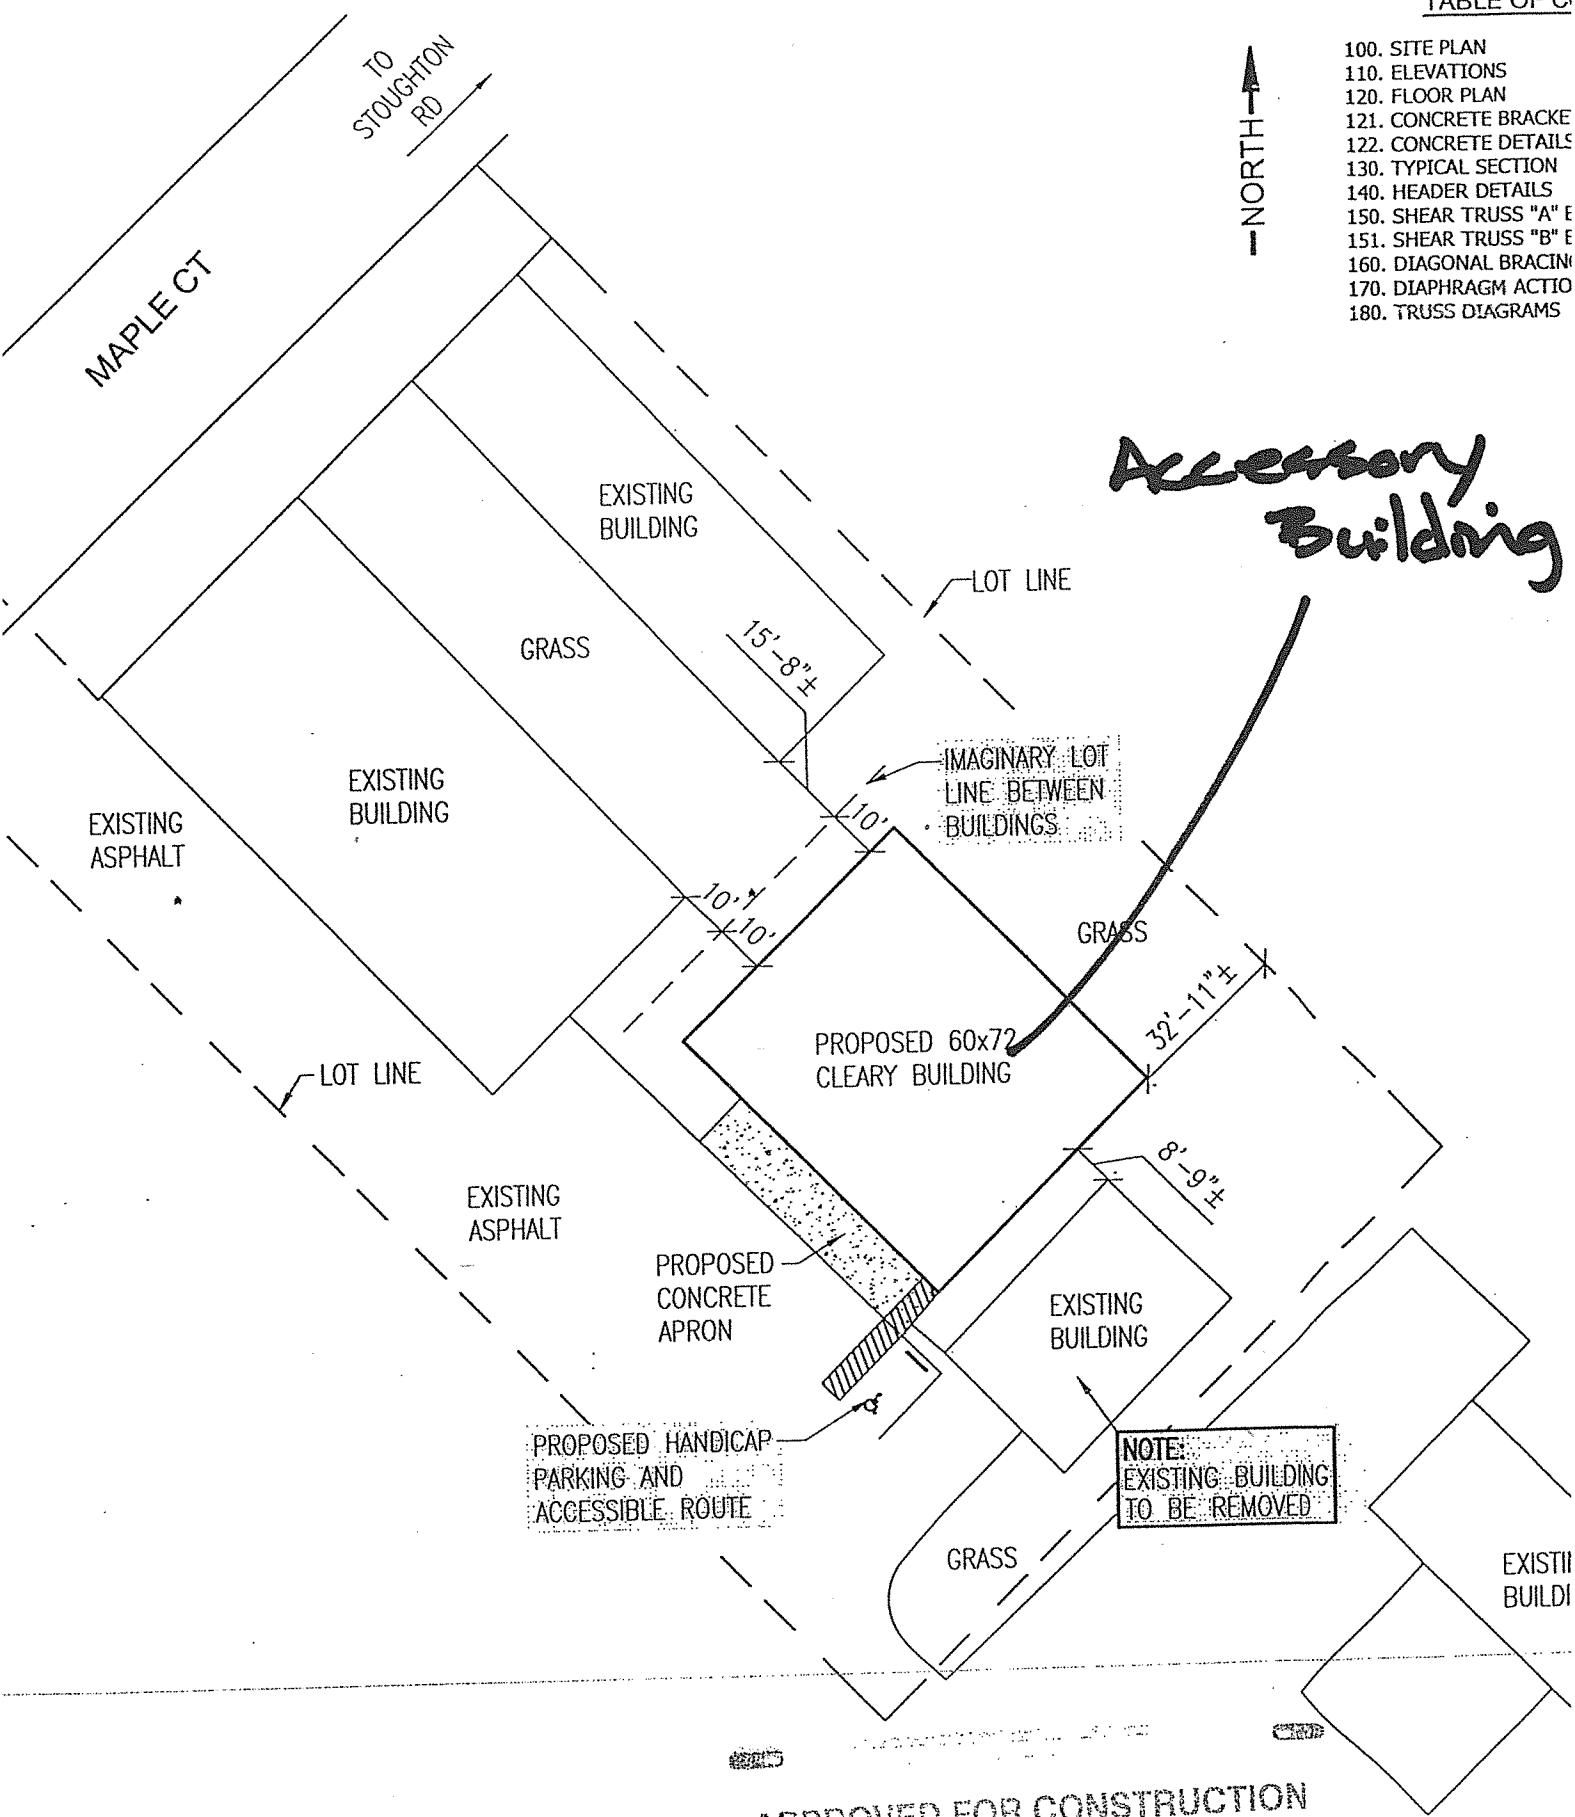 TABLE OF
100. SITE PLAN
110. ELEVATIONS
120. FLOOR PLAN
121. CONCRETE BRACKE
122. CONCRETE DETAILS
130. TYPICAL SECTION
140. HEADER DETAILS
150. SHEAR TRUSS "A"
151. SHEAR TRUSS "B"
160. DIAGONAL BRACING
170. DIAPHRAGM ACTIO
180. TRUSS DIAGRAMS
NORTH
TO
STOUGHTON
RD
MAPLE CT
Accessory
Building
EXISTING
BUILDING
LOT LINE
GRASS
15'-8"±
IMAGINARY LOT
LINE BETWEEN
BUILDINGS
EXISTING
BUILDING
EXISTING
ASPHALT
10'
10'
10'
GRASS
32'-11"±
PROPOSED 60x72
CLEARY BUILDING
LOT LINE
8'-9"±
EXISTING
ASPHALT
PROPOSED
CONCRETE
APRON
EXISTING
BUILDING
PROPOSED HANDICAP
PARKING AND
ACCESSIBLE ROUTE
NOTE:
EXISTING BUILDING
TO BE REMOVED
GRASS
EXISTI
BUILDI
APPROVED FOR CONSTRUCTION